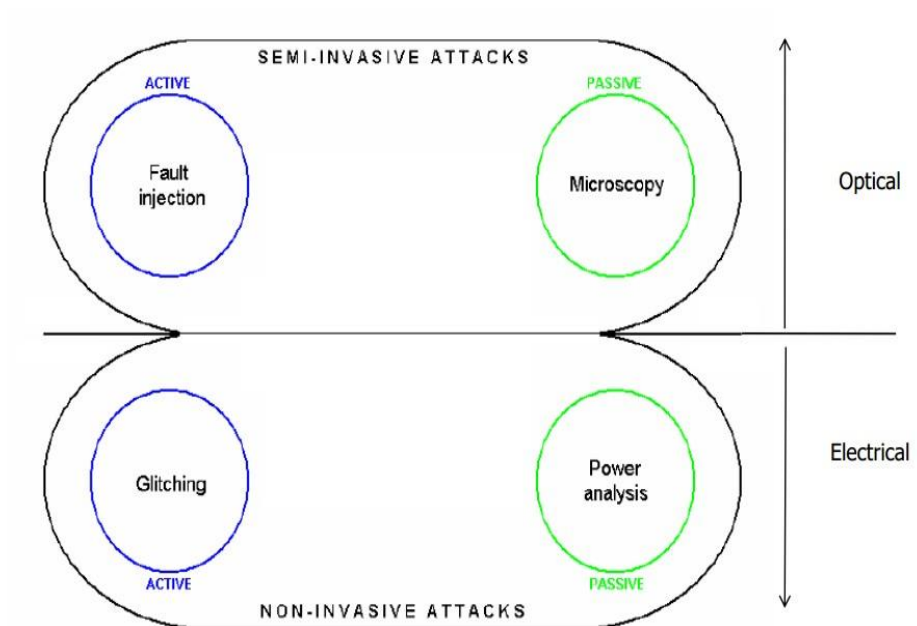 SEMI-INVASIVE ATTACKS
ACTIVE
PASSIVE
Fault
injection
Microscopy
Optical
Glitching
Power
analysis
Electrical
ACTIVE
PASSIVE
NON-INVASIVE ATTACKS